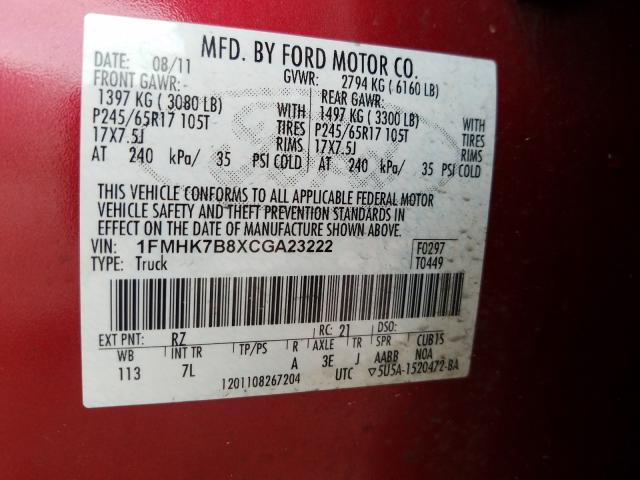 MFD. BY FORD MOTOR CO.
DATE: 08/11 GVWR: 2794 KG ( 6160 LB)
FRONT GAWR:- REAR GAWR:
1397 KG ( 3080 LB) WITH 1497 KG ( 3300 LB) WITH
P245/65R17 105T TIRES P245/65R17 105T TIRES
17X7.5J RIMS 17X7.5J RIMS
AT 240 kPa/ 35 PSI COLD AT 240 kPa/ 35 PSI COLD
THIS VEHICLE CONFORMS TO ALL APPLICABLE FEDERAL MOTOR
VEHICLE SAFETY AND THEFT PREVENTION STANDARDS IN
EFFECT ON THE DATE OF MANUFACTURE SHOWN ABOVE.
VIN: 1FMHK7B8XCGA23222 F0297
TYPE: Truck T0449
EXT PNT: RZ RC: 21 DSO:
WB INT TR TP/PS R AXLE TR SPR CUB1S
113 7L A 3E J AABB NOA
1201108267204 UTC ▽5U5A-1520472-BA